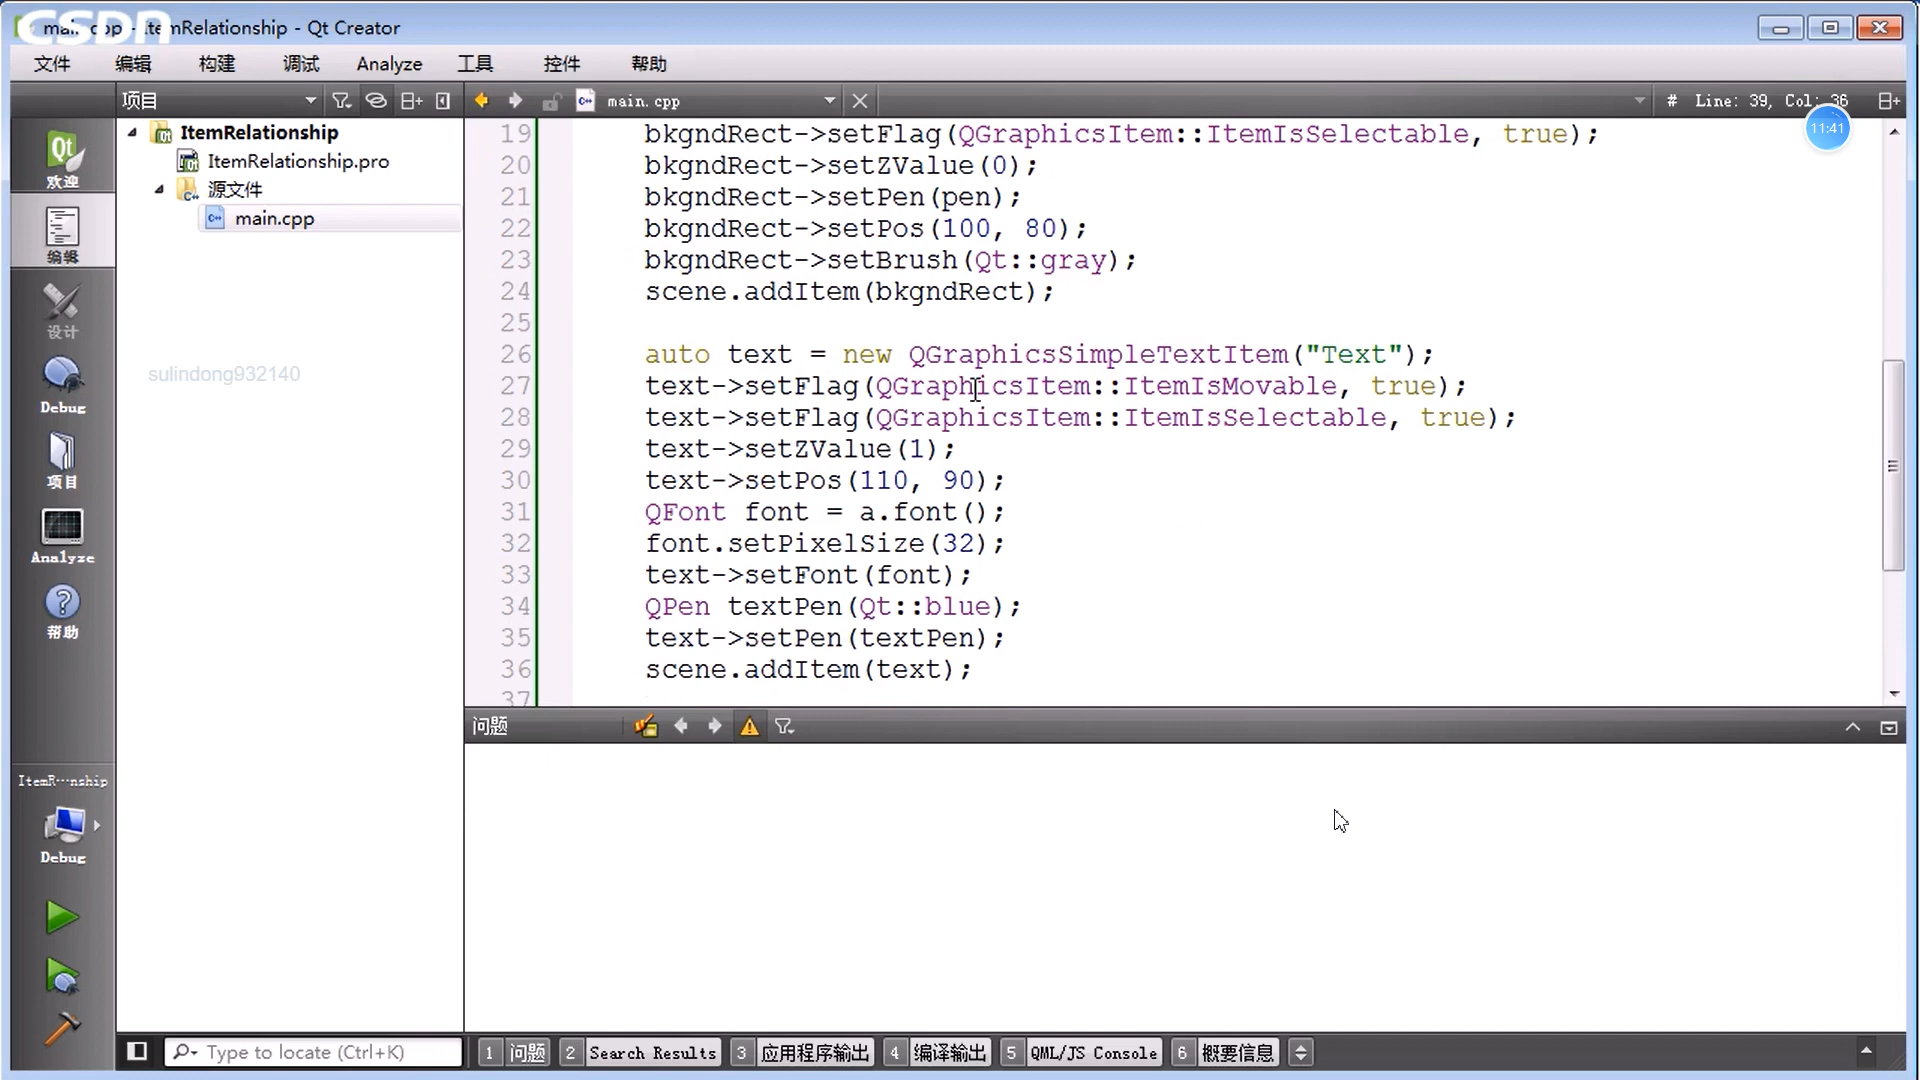 CSDN
main.cpp - ItemRelationship - Qt Creator
文件 编辑 构建 调试 Analyze 工具 控件 帮助
项目
main.cpp
# Line: 39, Col: 36
11:41
欢迎
编辑
设计
Debug
项目
Analyze
帮助
ItemR...nship
Debug
ItemRelationship
ItemRelationship.pro
源文件
main.cpp
sulindong932140
19 bkgndRect->setFlag(QGraphicsItem::ItemIsSelectable, true);
20 bkgndRect->setZValue(0);
21 bkgndRect->setPen(pen);
22 bkgndRect->setPos(100, 80);
23 bkgndRect->setBrush(Qt::gray);
24 scene.addItem(bkgndRect);
25
26 auto text = new QGraphicsSimpleTextItem("Text");
27 text->setFlag(QGraphicsItem::ItemIsMovable, true);
28 text->setFlag(QGraphicsItem::ItemIsSelectable, true);
29 text->setZValue(1);
30 text->setPos(110, 90);
31 QFont font = a.font();
32 font.setPixelSize(32);
33 text->setFont(font);
34 QPen textPen(Qt::blue);
35 text->setPen(textPen);
36 scene.addItem(text);
37
问题
Type to locate (Ctrl+K)
1 问题 2 Search Results 3 应用程序输出 4 编译输出 5 QML/JS Console 6 概要信息